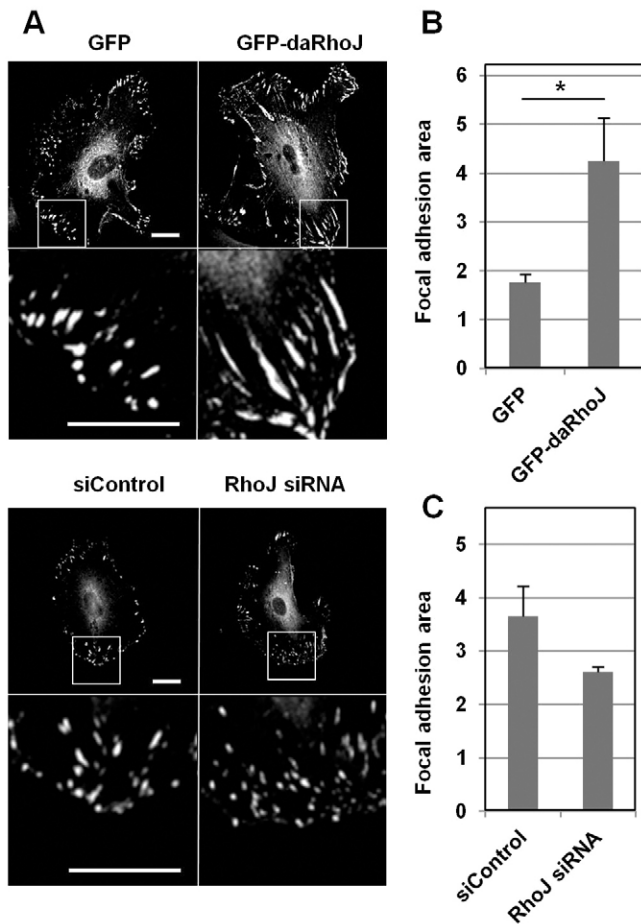 A
GFP
GFP-daRhoJ
siControl
RhoJ siRNA
B
Focal adhesion area
6
5
4
3
2
1
0
*
GFP
GFP-daRhoJ
C
Focal adhesion area
5
4
3
2
1
0
siControl
RhoJ siRNA